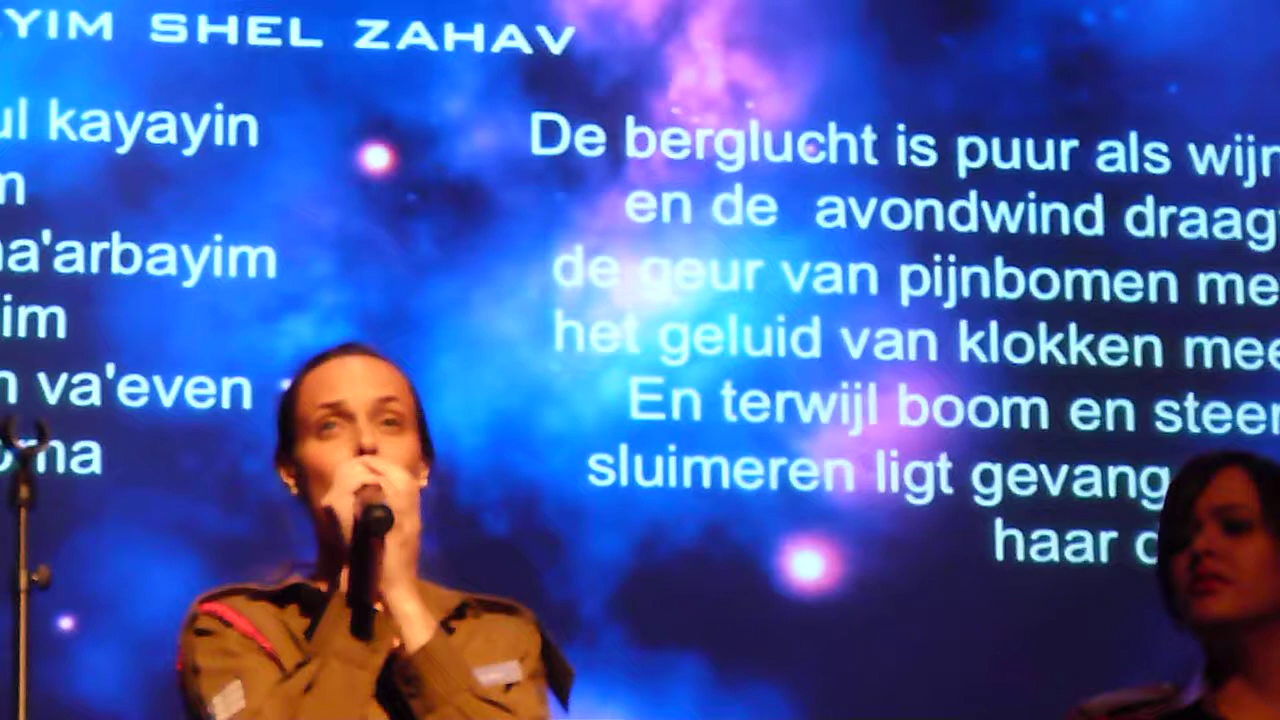 YIM SHEL ZAHAV
ul kayayin
m
na'arbayim
im
n va'even
oma
De berglucht is puur als wijn
en de avondwind draag
de geur van pijnbomen me
het geluid van klokken mee
En terwijl boom en steen
sluimeren ligt gevang
haar d